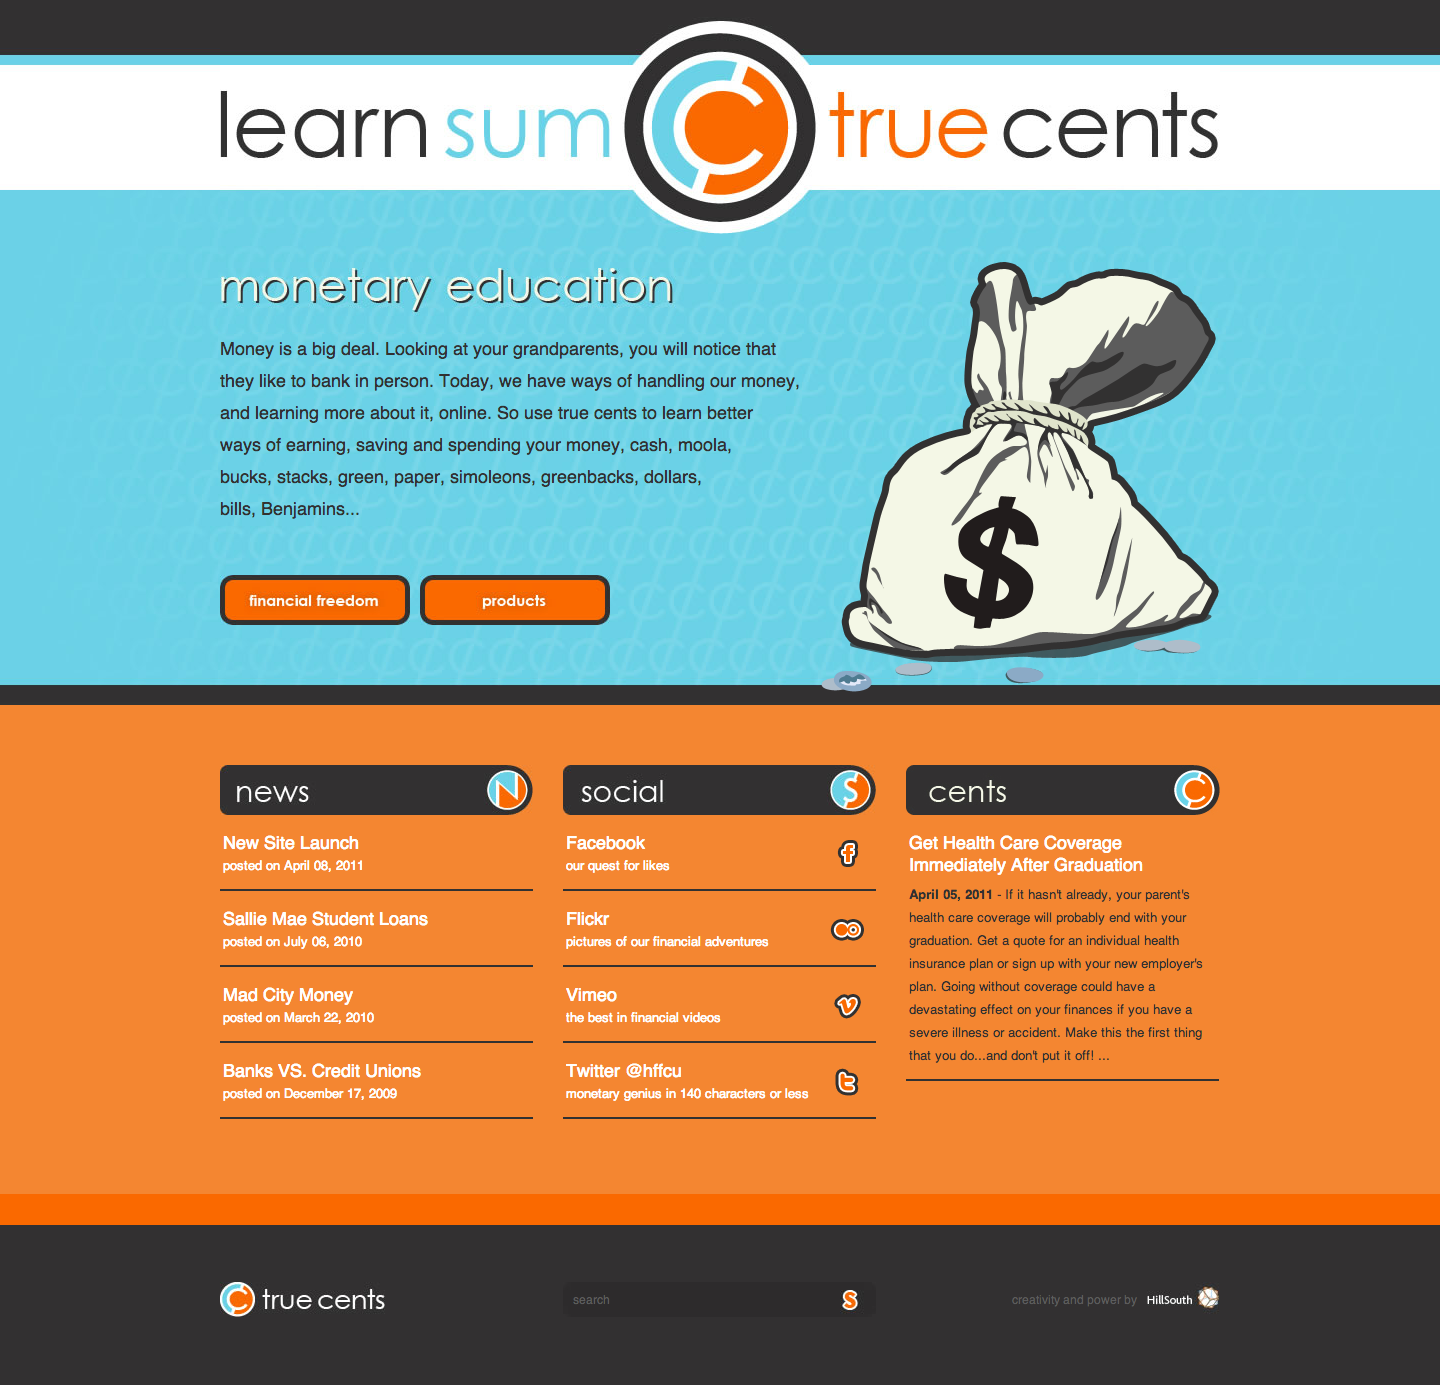 learn sum C true cents
monetary education
Money is a big deal. Looking at your grandparents, you will notice that
they like to bank in person. Today, we have ways of handling our money,
and learning more about it, online. So use true cents to learn better
ways of earning, saving and spending your money, cash, moola,
bucks, stacks, green, paper, simoleons, greenbacks, dollars,
bills, Benjamins...
$
financial freedom
products
news N
New Site Launch
posted on April 08, 2011
Sallie Mae Student Loans
posted on July 06, 2010
Mad City Money
posted on March 22, 2010
Banks VS. Credit Unions
posted on December 17, 2009
social S
Facebook
our quest for likes
f
Flickr
pictures of our financial adventures
Vimeo
the best in financial videos
v
Twitter @hffcu
monetary genius in 140 characters or less
t
cents C
Get Health Care Coverage
Immediately After Graduation
April 05, 2011 - If it hasn't already, your parent's
health care coverage will probably end with your
graduation. Get a quote for an individual health
insurance plan or sign up with your new employer's
plan. Going without coverage could have a
devastating effect on your finances if you have a
severe illness or accident. Make this the first thing
that you do...and don't put it off! ...
C true cents
search S
creativity and power by HillSouth